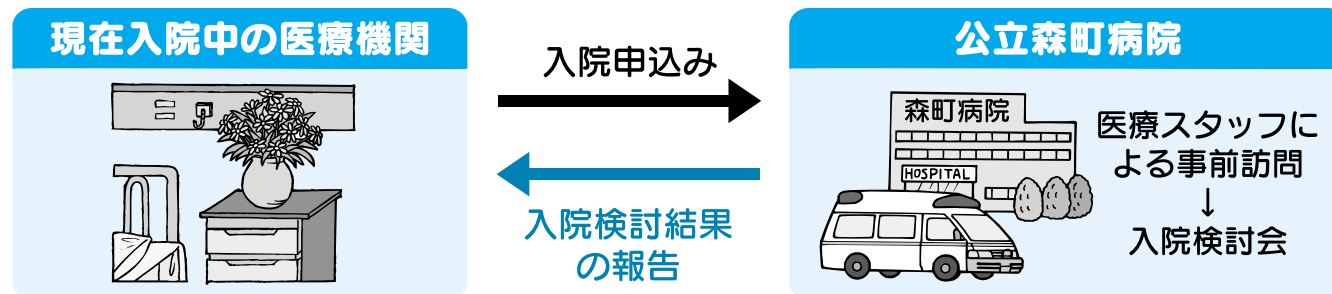 現在入院中の医療機関
入院申込み
入院検討結果
の報告
公立森町病院
森町病院
HOSPITAL
医療スタッフに
よる事前訪問
↓
入院検討会